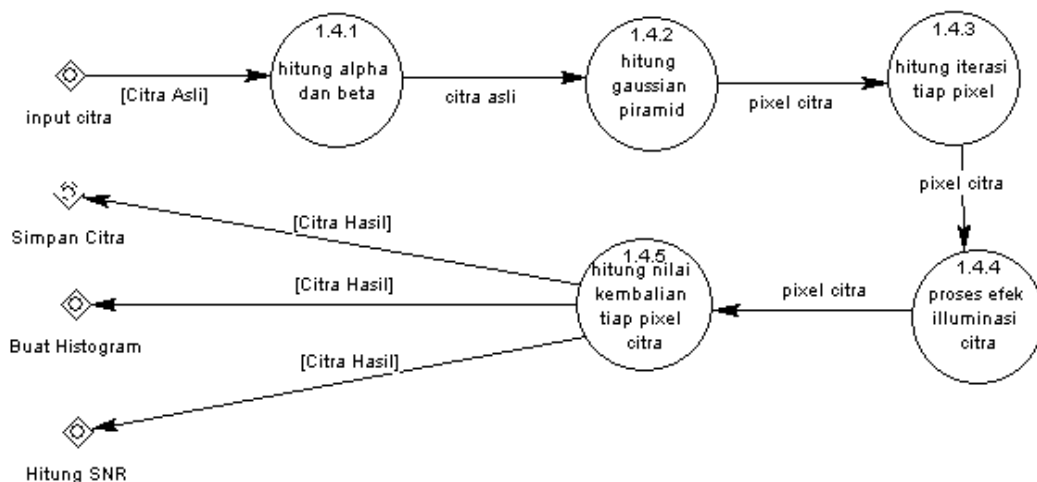 1.4.1
hitung alpha
dan beta
1.4.2
hitung
gaussian
piramid
1.4.3
hitung iterasi
tiap pixel
[Citra Asli]
citra asli
pixel citra
input citra
pixel citra
Simpan Citra
[Citra Hasil]
1.4.5
hitung nilai
kembalian
tiap pixel
citra
1.4.4
proses efek
illuminasi
citra
pixel citra
[Citra Hasil]
Buat Histogram
[Citra Hasil]
Hitung SNR